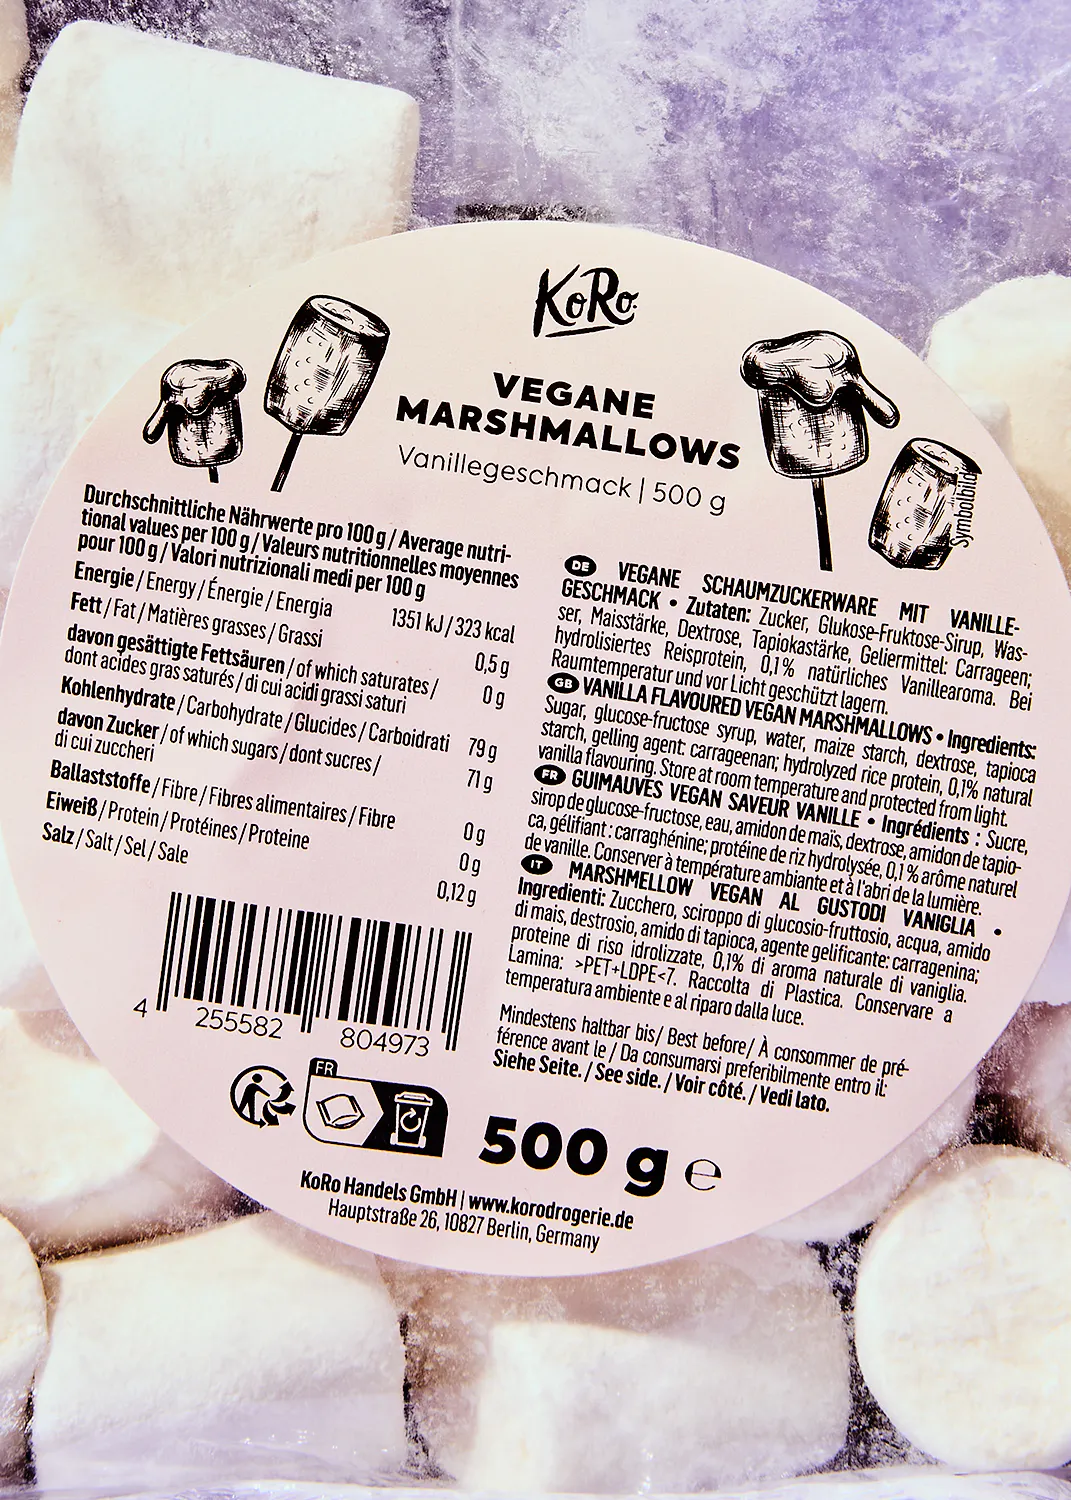 KoRo
VEGANE
MARSHMALLOWS
Vanillegeschmack | 500 g
Symbolbild
Durchschnittliche Nährwerte pro 100 g / Average nutri-
tional values per 100 g / Valeurs nutritionnelles moyennes
pour 100 g / Valori nutrizionali medi per 100 g
Energie / Energy / Énergie / Energia 1351 kJ / 323 kcal
Fett / Fat / Matières grasses / Grassi 0,5 g
davon gesättigte Fettsäuren / of which saturates /
dont acides gras saturés / di cui acidi grassi saturi 0 g
Kohlenhydrate / Carbohydrate / Glucides / Carboidrati 79 g
davon Zucker / of which sugars / dont sucres /
di cui zuccheri 71 g
Ballaststoffe / Fibre / Fibres alimentaires / Fibre 0 g
Eiweiß / Protein / Protéines / Proteine 0 g
Salz / Salt / Sel / Sale 0,12 g
DE VEGANE SCHAUMZUCKERWARE MIT VANILLE-
GESCHMACK • Zutaten: Zucker, Glukose-Fruktose-Sirup, Was-
ser, Maisstärke, Dextrose, Tapiokastärke, Geliermittel: Carrageen;
hydrolisiertes Reisprotein, 0,1% natürliches Vanillearoma. Bei
Raumtemperatur und vor Licht geschützt lagern.
GB VANILLA FLAVOURED VEGAN MARSHMALLOWS • Ingredients:
Sugar, glucose-fructose syrup, water, maize starch, dextrose, tapioca
starch, gelling agent: carrageenan; hydrolyzed rice protein, 0,1% natural
vanilla flavouring. Store at room temperature and protected from light.
FR GUIMAUVES VEGAN SAVEUR VANILLE • Ingrédients : Sucre,
sirop de glucose-fructose, eau, amidon de maïs, dextrose, amidon de tapio-
ca, gélifiant : carraghénine; protéine de riz hydrolysée, 0,1 % arôme naturel
de vanille. Conserver à température ambiante et à l'abri de la lumière.
IT MARSHMELLOW VEGAN AL GUSTODI VANIGLIA •
Ingredienti: Zucchero, sciroppo di glucosio-fruttosio, acqua, amido
di mais, destrosio, amido di tapioca, agente gelificante: carragenina;
proteine di riso idrolizzate, 0,1% di aroma naturale di vaniglia.
Lamina: >PET+LDPE<7. Raccolta di Plastica. Conservare a
temperatura ambiente e al riparo dalla luce.
Mindestens haltbar bis/ Best before/ À consommer de pré-
férence avant le / Da consumarsi preferibilmente entro il:
Siehe Seite. / See side. / Voir côté. / Vedi lato.
4 255582 804973
FR
500 g e
KoRo Handels GmbH | www.korodrogerie.de
Hauptstraße 26, 10827 Berlin, Germany